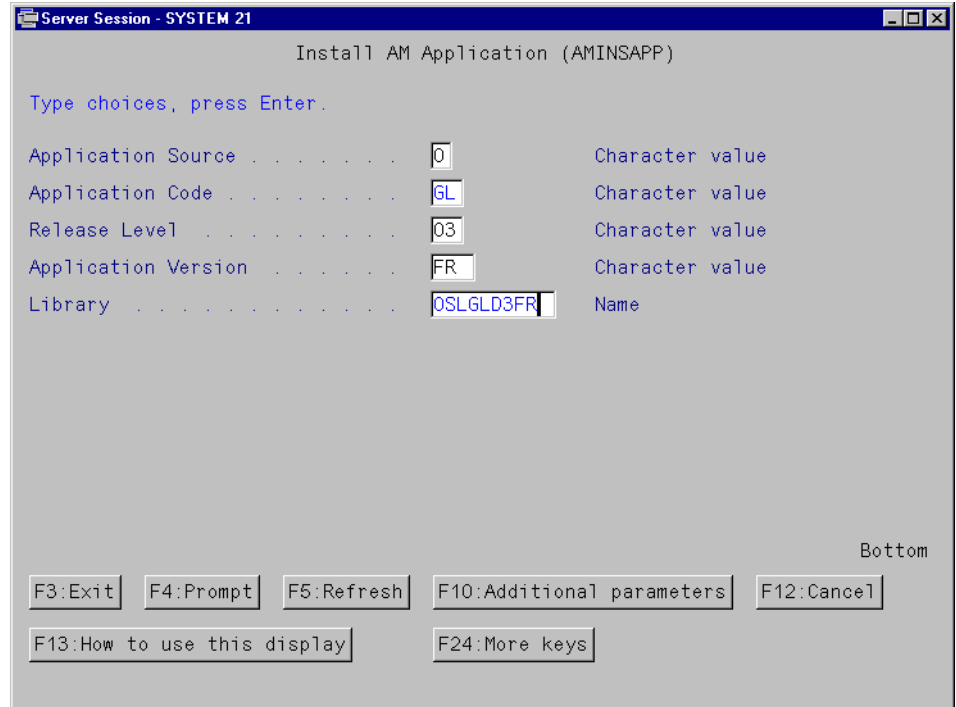 Server Session - SYSTEM 21
Install AM Application (AMINSAPP)
Type choices, press Enter.
Application Source . . . . . . . O Character value
Application Code . . . . . . . . GL Character value
Release Level . . . . . . . . . 03 Character value
Application Version . . . . . . FR Character value
Library . . . . . . . . . . . . OSLGLD3FR Name
Bottom
F3:Exit F4:Prompt F5:Refresh F10:Additional parameters F12:Cancel
F13:How to use this display F24:More keys